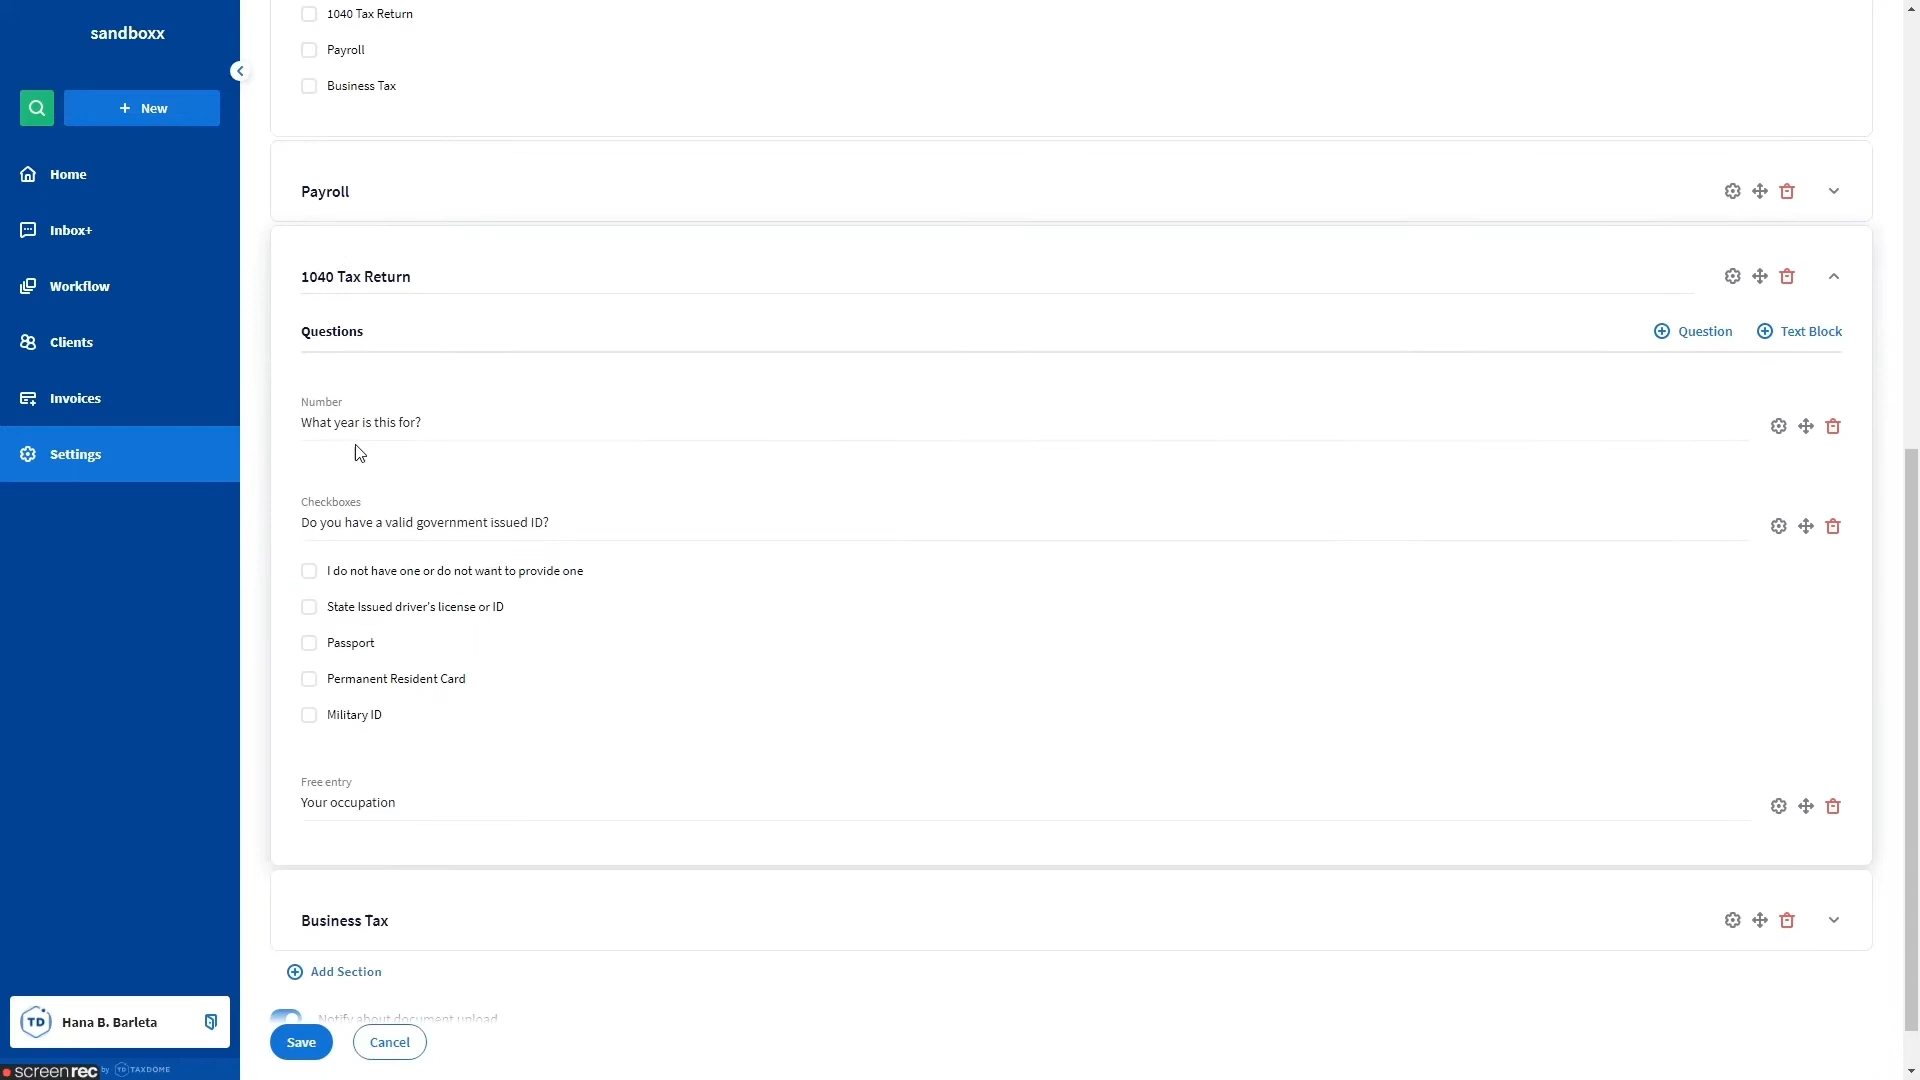 sandboxx
New
Home
Inbox+
Workflow
Clients
Invoices
Settings
TD
Hana B. Barleta
screenrec by TD TAXDOME
1040 Tax Return
Payroll
Business Tax
Payroll
1040 Tax Return
Questions
Question
Text Block
Number
What year is this for?
Checkboxes
Do you have a valid government issued ID?
I do not have one or do not want to provide one
State Issued driver's license or ID
Passport
Permanent Resident Card
Military ID
Free entry
Your occupation
Business Tax
Add Section
Notify about document upload
Save
Cancel